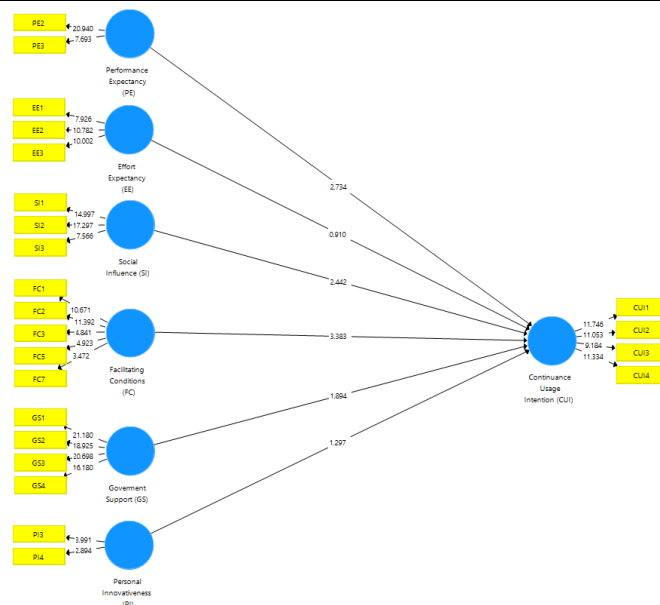 PE2
20.940
PE3
7.693
Performance
Expectancy
(PE)
EE1
7.926
EE2
10.782
EE3
10.002
Effort
Expectancy
(EE)
SI1
14.997
SI2
17.297
SI3
7.566
Social
Influence (SI)
FC1
10.671
FC2
11.392
FC3
4.841
FC5
4.923
FC7
3.472
Facilitating
Conditions
(FC)
GS1
21.180
GS2
18.925
GS3
20.698
GS4
16.180
Goverment
Support (GS)
PI3
3.991
PI4
2.894
Personal
Innovativeness
(PI)
2.734
0.910
2.442
3.383
1.894
1.297
Continuance
Usage
Intention (CUI)
11.746
CUI1
11.053
CUI2
9.184
CUI3
11.334
CUI4